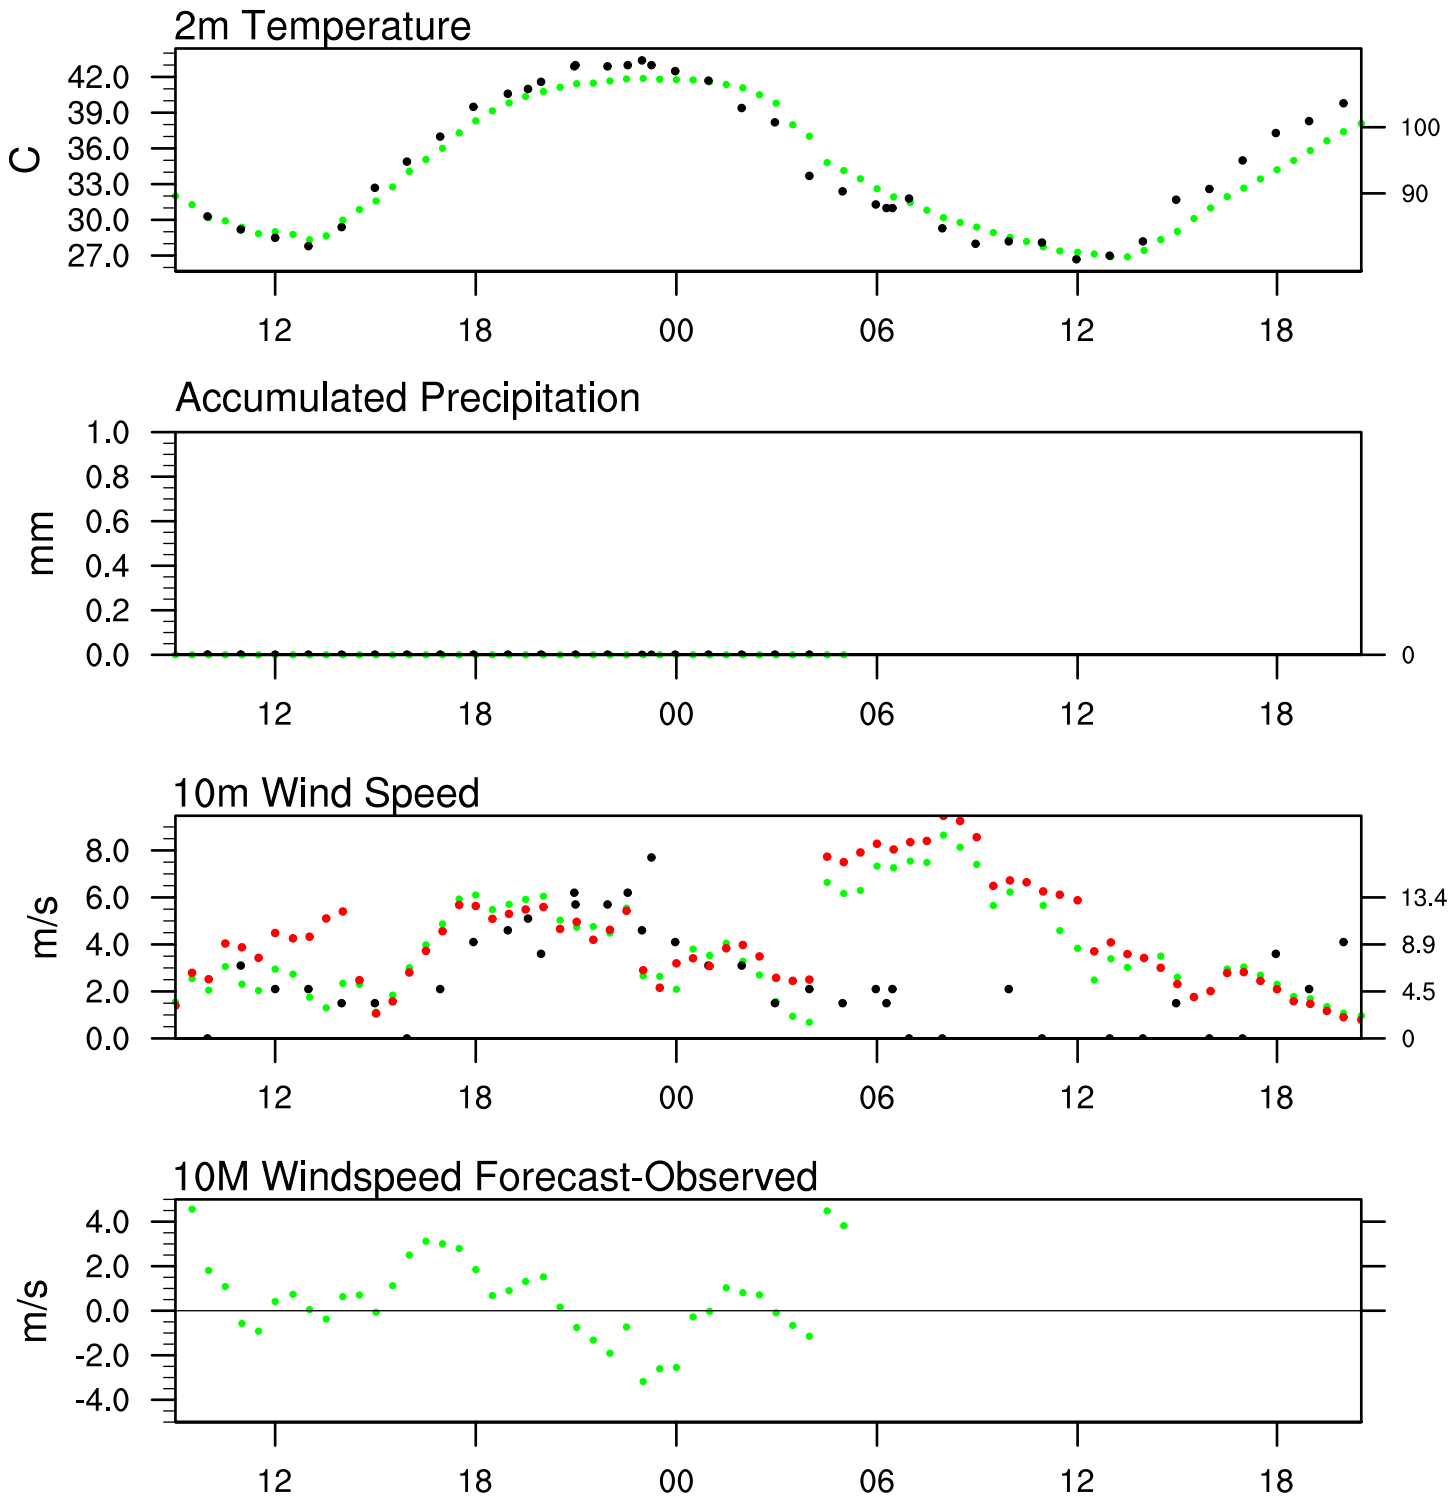 2m Temperature
42.0
39.0
36.0
33.0
30.0
27.0
C
100
90
12 18 00 06 12 18
Accumulated Precipitation
1.0
0.8
0.6
0.4
0.2
0.0
mm
0
12 18 00 06 12 18
10m Wind Speed
8.0
6.0
4.0
2.0
0.0
m/s
13.4
8.9
4.5
0
12 18 00 06 12 18
10M Windspeed Forecast-Observed
4.0
2.0
0.0
-2.0
-4.0
m/s
12 18 00 06 12 18